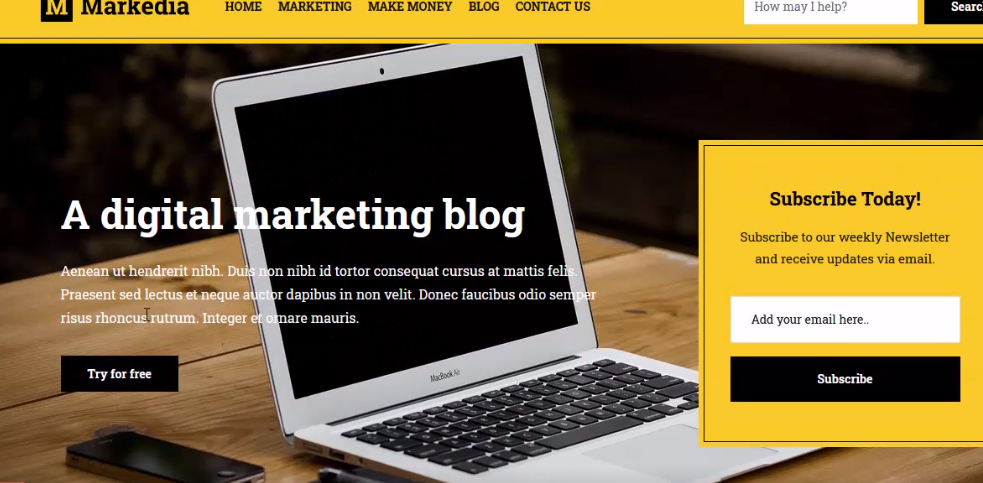 M Markedia HOME MARKETING MAKE MONEY BLOG CONTACT US How may I help? Searc
A digital marketing blog
Aenean ut hendrerit nibh. Duis non nibh id tortor consequat cursus at mattis felis.
Praesent sed lectus et neque auctor dapibus in non velit. Donec faucibus odio semper
risus rhoncus rutrum. Integer et ornare mauris.
Try for free
MacBook Air
Subscribe Today!
Subscribe to our weekly Newsletter
and receive updates via email.
Add your email here..
Subscribe